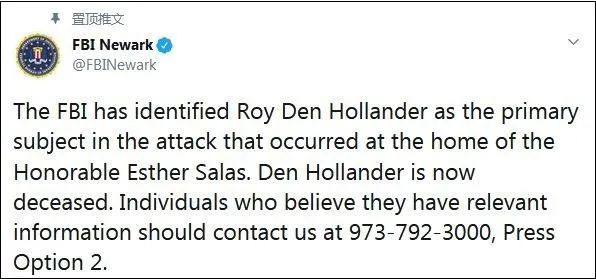 置顶推文
FBI Newark
@FBINewark
The FBI has identified Roy Den Hollander as the primary
subject in the attack that occurred at the home of the
Honorable Esther Salas. Den Hollander is now
deceased. Individuals who believe they have relevant
information should contact us at 973-792-3000, Press
Option 2.